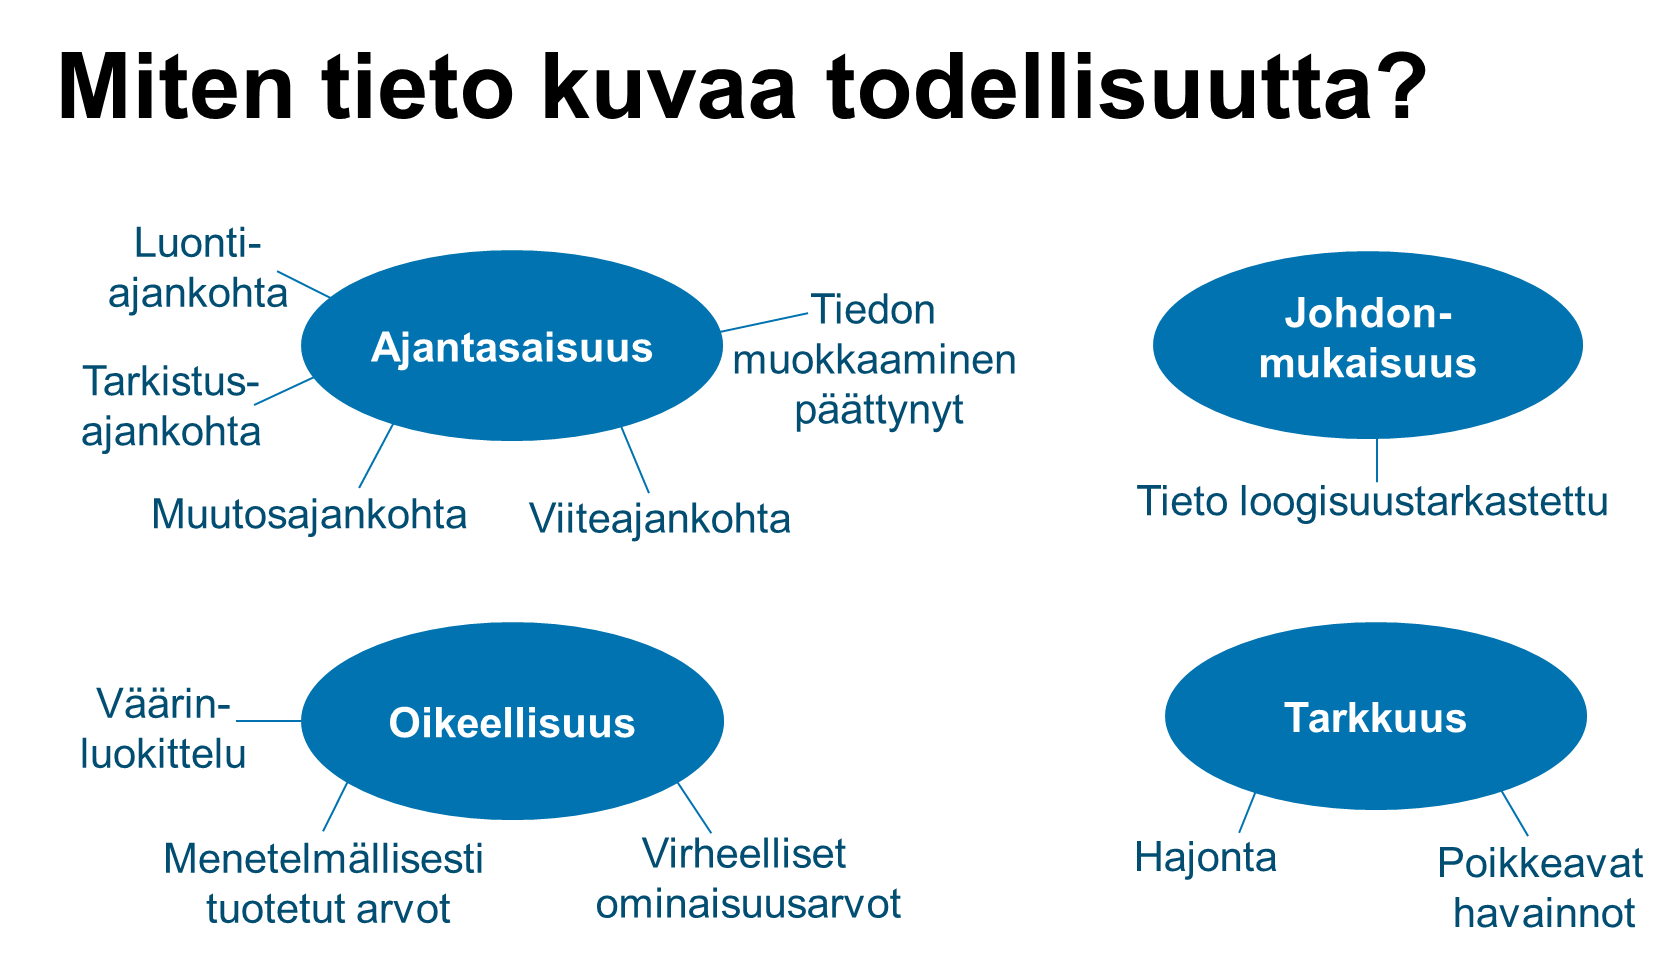 Miten tieto kuvaa todellisuutta?
Luonti-
ajankohta
Tarkistus-
ajankohta
Ajantasaisuus
Tiedon
muokkaaminen
päättynyt
Muutosajankohta
Viiteajankohta
Johdon-
mukaisuus
Tieto loogisuustarkastettu
Väärin-
luokittelu
Oikeellisuus
Menetelmällisesti
tuotetut arvot
Virheelliset
ominaisuusarvot
Tarkkuus
Hajonta
Poikkeavat
havainnot